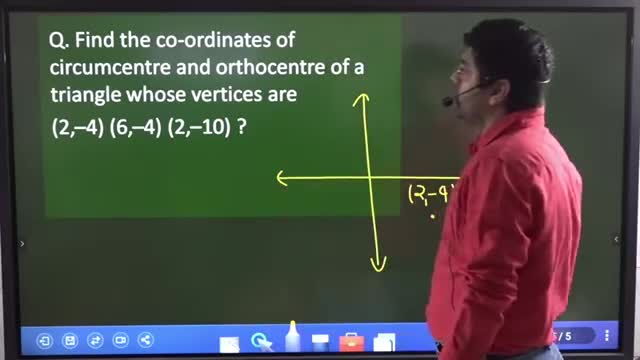 Q. Find the co-ordinates of
circumcentre and orthocentre of a
triangle whose vertices are
(2,–4) (6,–4) (2,–10) ?
(2,-4)
/ 5